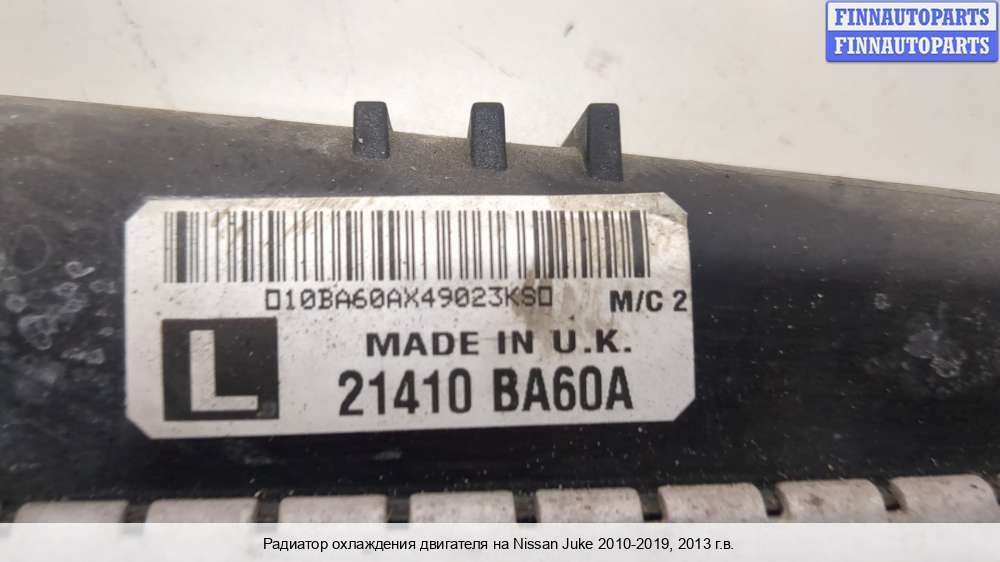 FINNAUTOPARTS
FINNAUTOPARTS
▯10BA60AX49023KS▯ M/C 2
L MADE IN U.K.
21410 BA60A
Радиатор охлаждения двигателя на Nissan Juke 2010-2019, 2013 г.в.